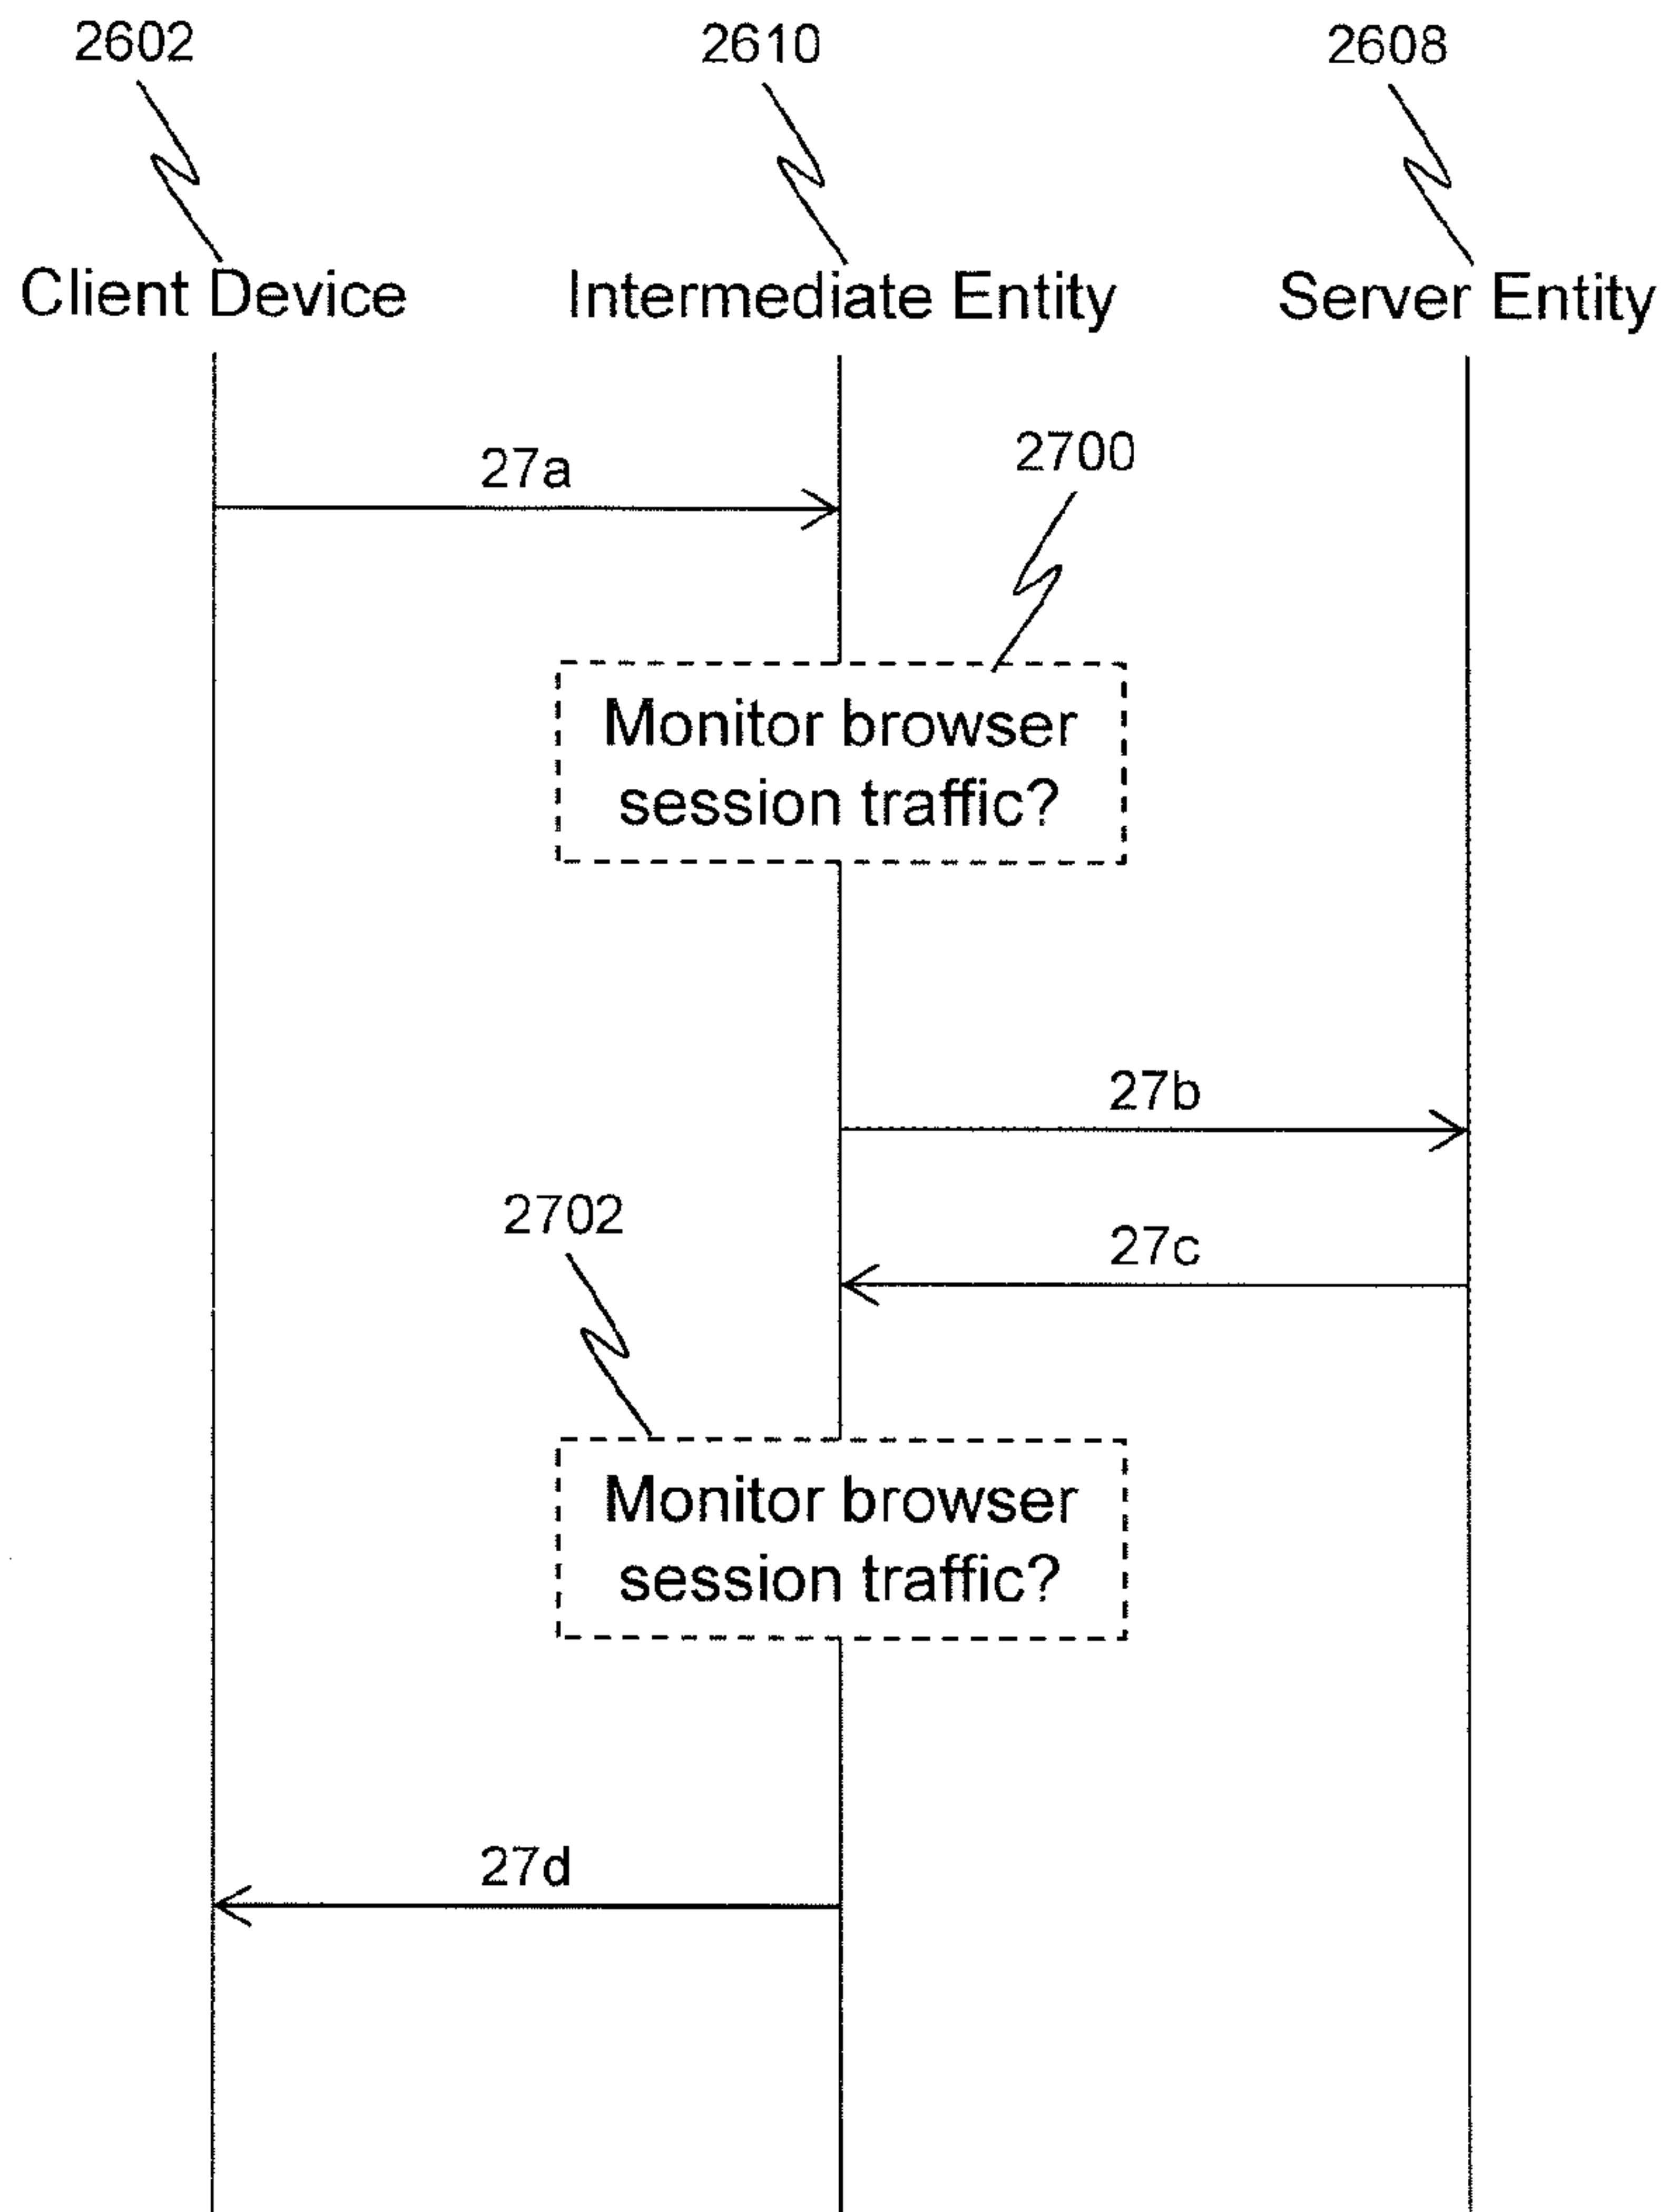 2602
2610
2608
Client Device
Intermediate Entity
Server Entity
27a
2700
Monitor browser
session traffic?
27b
2702
27c
Monitor browser
session traffic?
27d